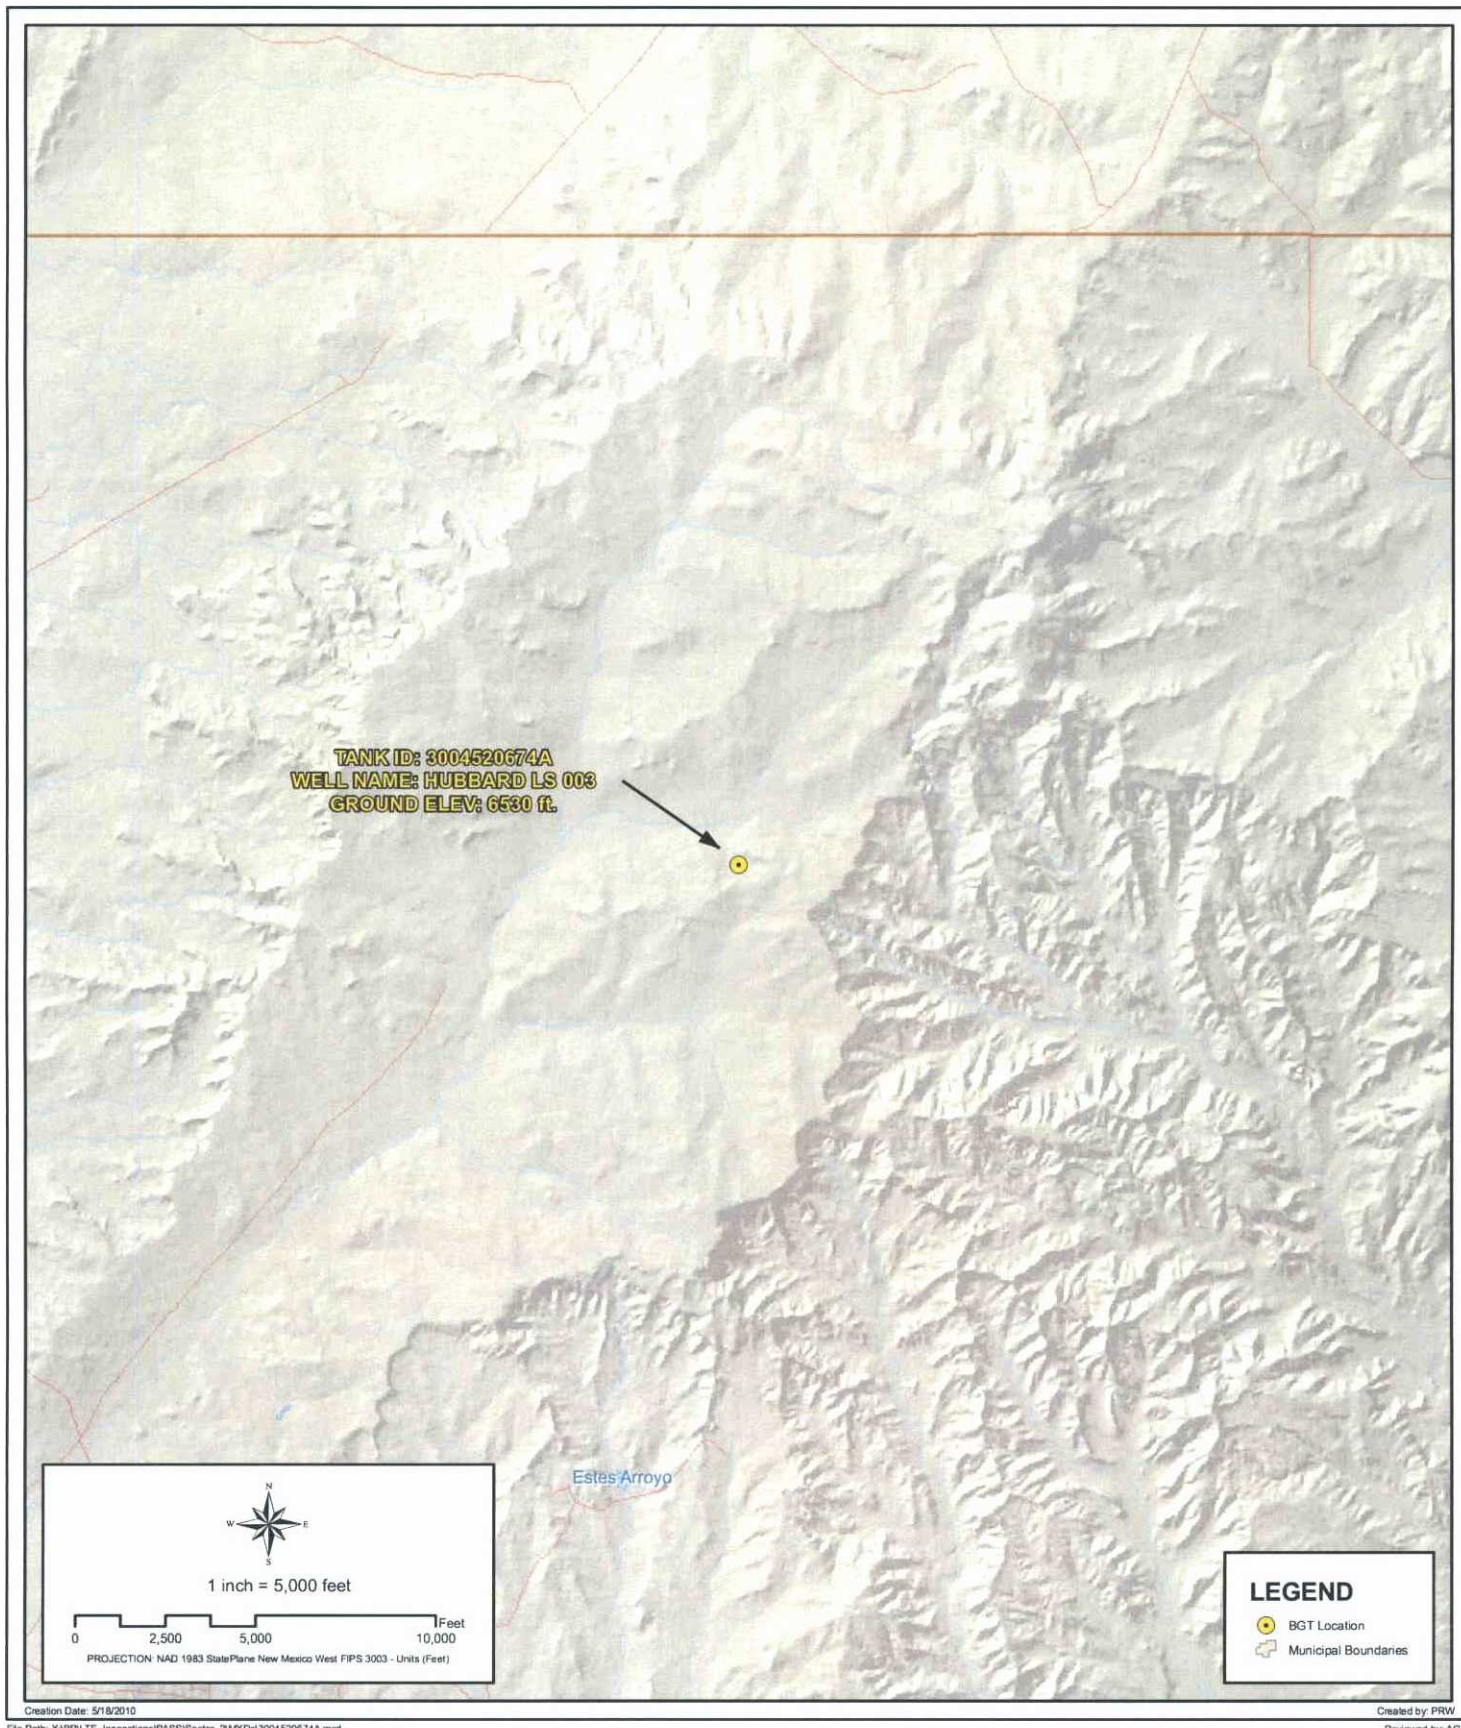 TANK ID: 3004520674A
WELL NAME: HUBBARD LS 003
GROUND ELEV: 6530 ft.
Estes Arroyo
N
W E
S
1 inch = 5,000 feet
Feet
0 2,500 5,000 10,000
PROJECTION: NAD 1983 StatePlane New Mexico West FIPS 3003 - Units (Feet)
LEGEND
BGT Location
Municipal Boundaries
Creation Date: 5/18/2010
Created by: PRW